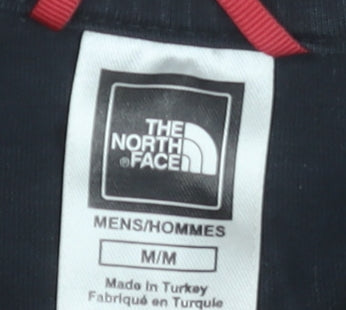 THE
NORTH
®FACE
MENS/HOMMES
M/M
Made In Turkey
Fabriqué en Turquie